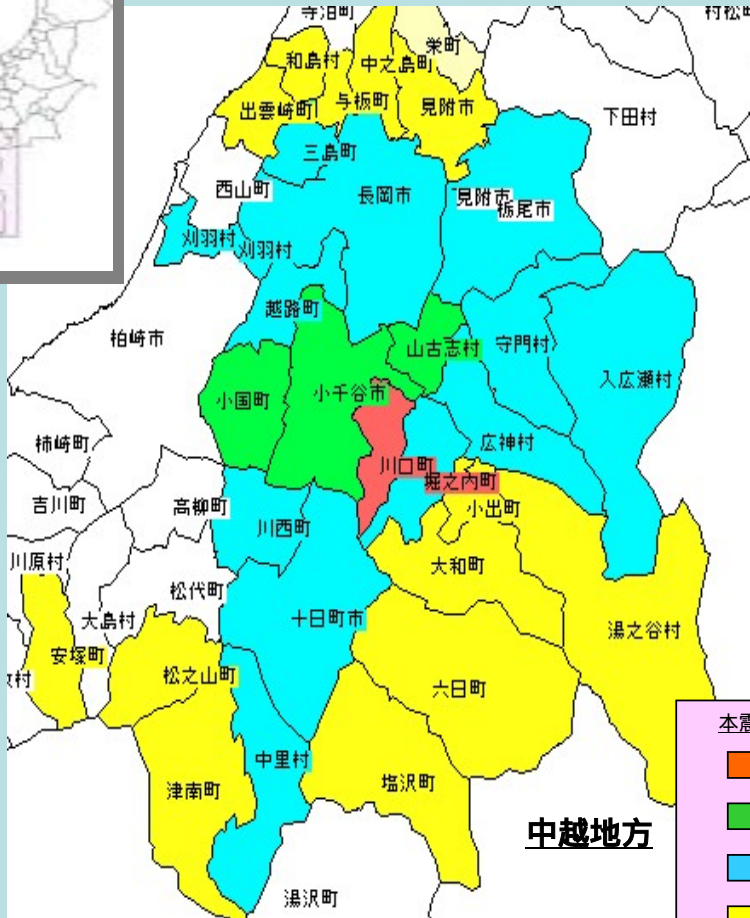 寺泊町
村松
栄町
和島村
中之島町
出雲崎町
与板町
見附市
下田村
三島町
西山町
長岡市
見附市
栃尾市
刈羽村
刈羽村
越路町
柏崎市
山古志村
守門村
入広瀬村
小国町
小千谷市
柿崎町
広神村
川口町
堀之内町
吉川町
高柳町
小出町
川西町
川原村
大和町
松代町
大島村
十日町市
湯之谷村
安塚町
松之山町
村
六日町
本震
中里村
塩沢町
津南町
中越地方
湯沢町